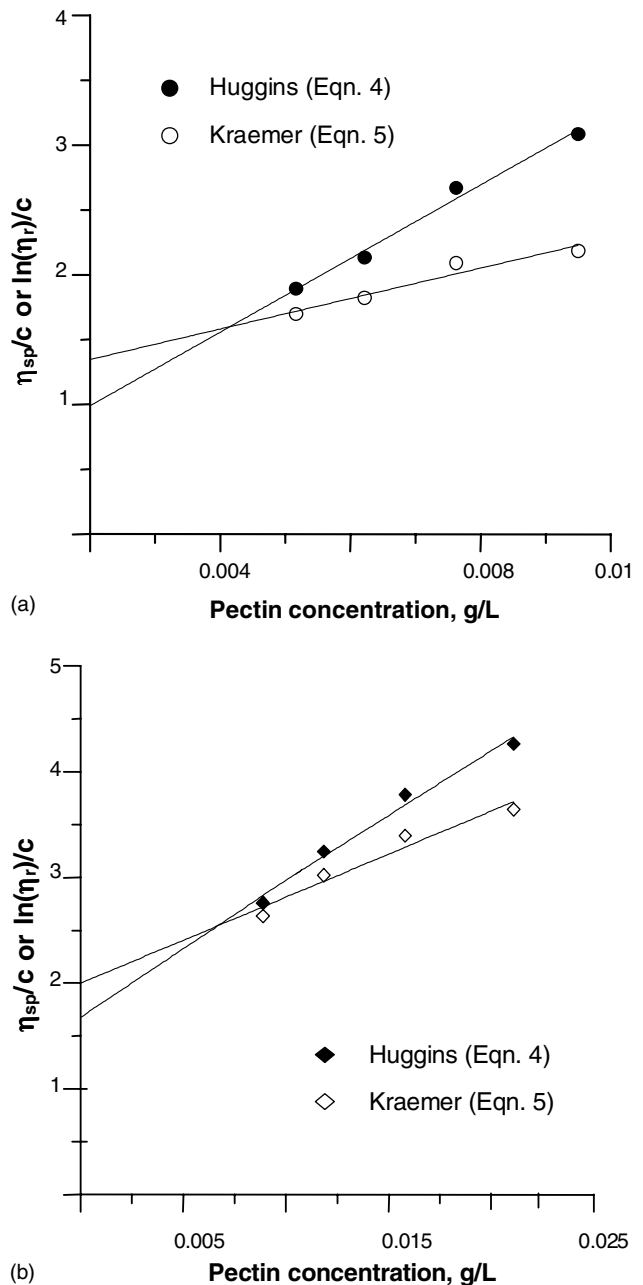 4
Huggins (Eqn. 4)
Kraemer (Eqn. 5)
3
2
1
ηsp/c or ln(ηr)/c
0.004
0.008
0.01
(a)
Pectin concentration, g/L
5
4
3
2
1
ηsp/c or ln(ηr)/c
Huggins (Eqn. 4)
Kraemer (Eqn. 5)
0.005
0.015
0.025
(b)
Pectin concentration, g/L